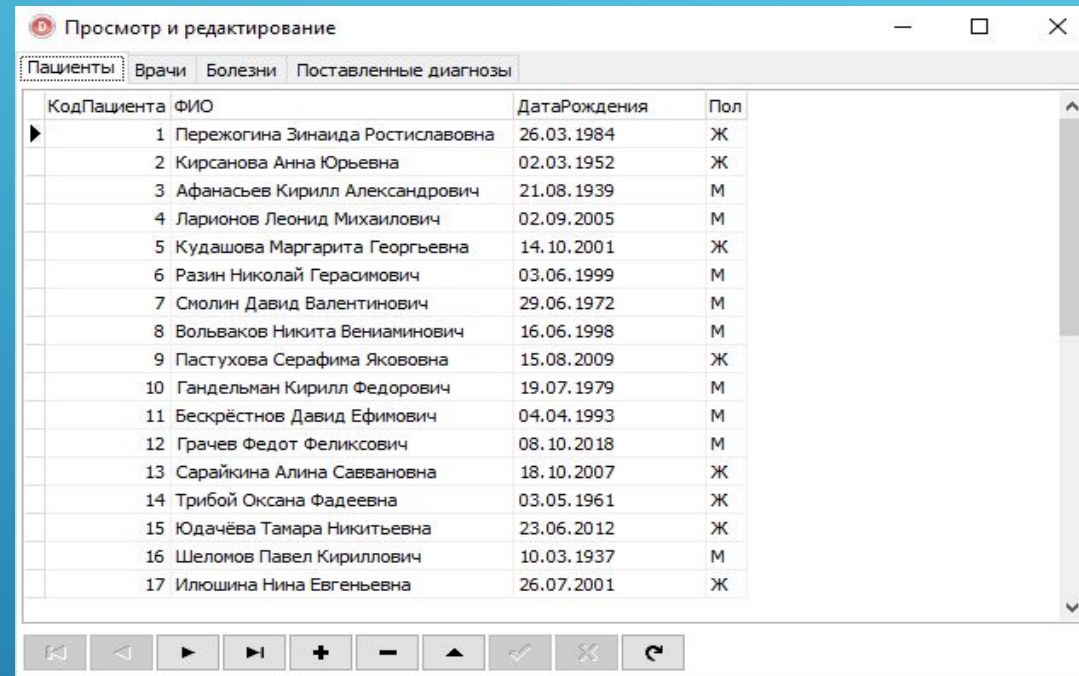 Просмотр и редактирование
Пациенты Врачи Болезни Поставленные диагнозы
КодПациента ФИО ДатаРождения Пол
1 Пережогина Зинаида Ростиславовна 26.03.1984 Ж
2 Кирсанова Анна Юрьевна 02.03.1952 Ж
3 Афанасьев Кирилл Александрович 21.08.1939 М
4 Ларионов Леонид Михаилович 02.09.2005 М
5 Кудашова Маргарита Георгьевна 14.10.2001 Ж
6 Разин Николай Герасимович 03.06.1999 М
7 Смолин Давид Валентинович 29.06.1972 М
8 Вольваков Никита Вениаминович 16.06.1998 М
9 Пастухова Серафима Яковвовна 15.08.2009 Ж
10 Гандельман Кирилл Федорович 19.07.1979 М
11 Бескрёстнов Давид Ефимович 04.04.1993 М
12 Грачев Федот Феликсович 08.10.2018 М
13 Сарайкина Алина Саввановна 18.10.2007 Ж
14 Трибой Оксана Фадеевна 03.05.1961 Ж
15 Юдачёва Тамара Никитьевна 23.06.2012 Ж
16 Шеломов Павел Кириллович 10.03.1937 М
17 Илюшина Нина Евгеньевна 26.07.2001 Ж